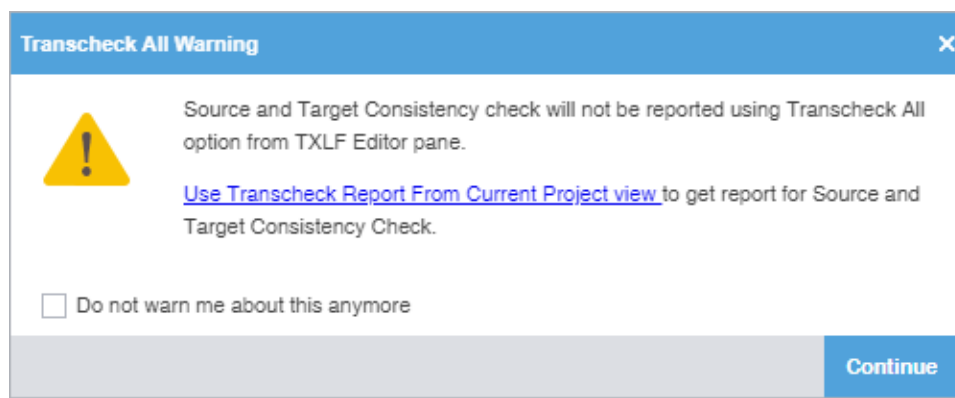 Transcheck All Warning
Source and Target Consistency check will not be reported using Transcheck All
option from TXLF Editor pane.
Use Transcheck Report From Current Project view to get report for Source and
Target Consistency Check.
Do not warn me about this anymore
Continue